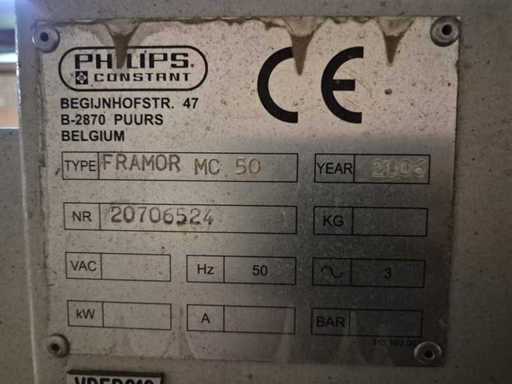 PHILIPS
CONSTANT
CE
BEGIJNHOFSTR. 47
B-2870 PUURS
BELGIUM
TYPE FRAMOR MC 50 YEAR
NR 20706524 KG
VAC Hz 50 3
kW A BAR